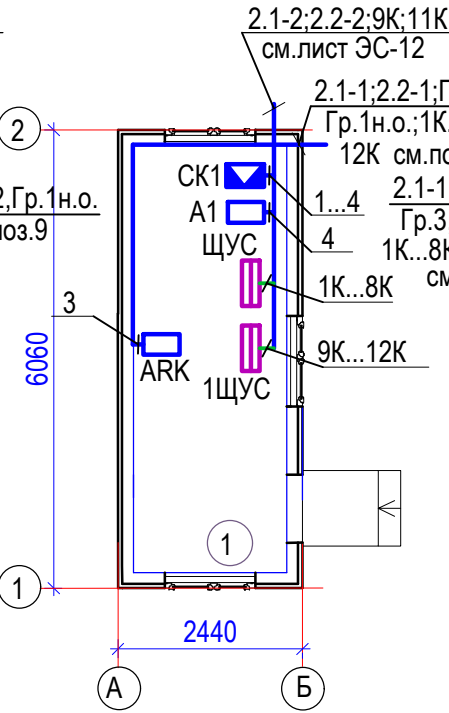 2.1-2;2.2-2;9К;11К
см.лист ЭС-12
2.1-1;2.2-1;Г
Гр.1н.о.;1К.
12К см.по
2
СК1
2,Гр.1н.о.
А1
1...4
2.1-1
Гр.3
поз.9
ЩУС
4
1К...8К
1К...8К
см
3
9К...12К
ARK
1ЩУС
6060
1
1
2440
А
Б